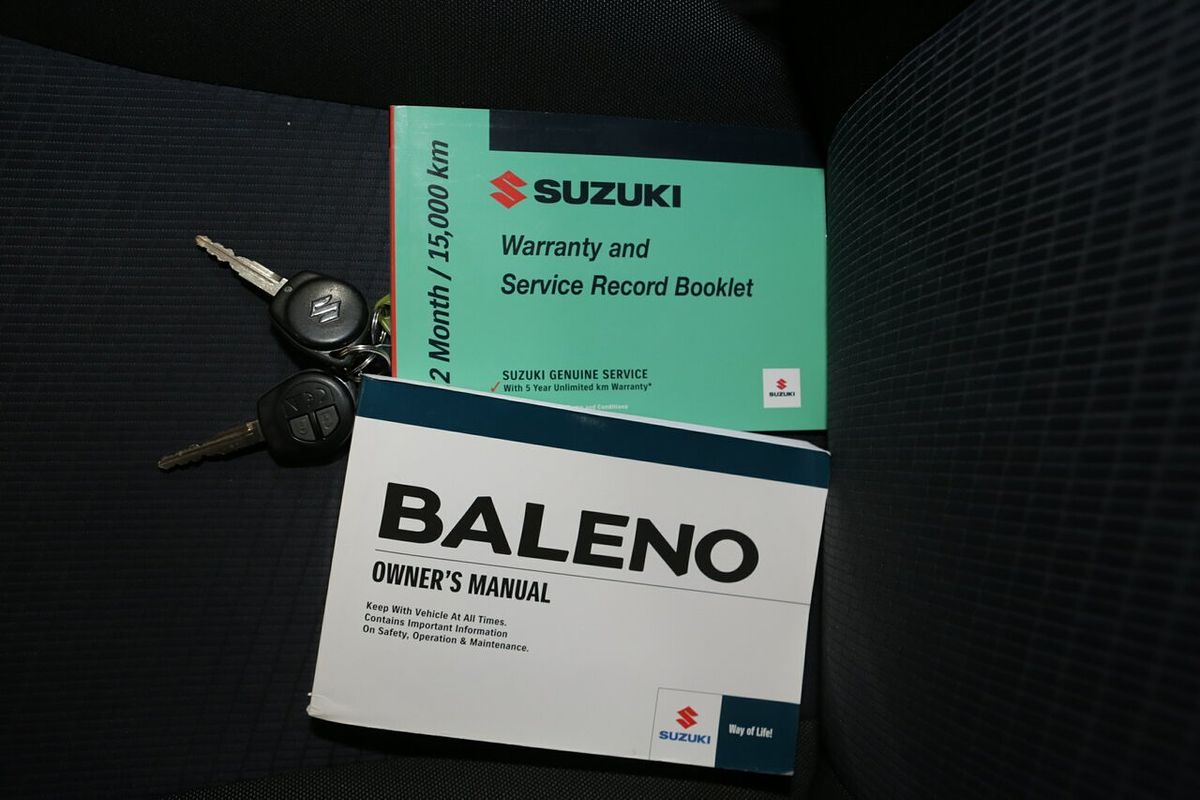 2 Month / 15,000 km
SUZUKI
Warranty and
Service Record Booklet
SUZUKI GENUINE SERVICE
With 5 Year Unlimited km Warranty*
and Conditions
SUZUKI
BALENO
OWNER'S MANUAL
Keep With Vehicle At All Times.
Contains Important Information
On Safety, Operation & Maintenance.
SUZUKI
Way of Life!